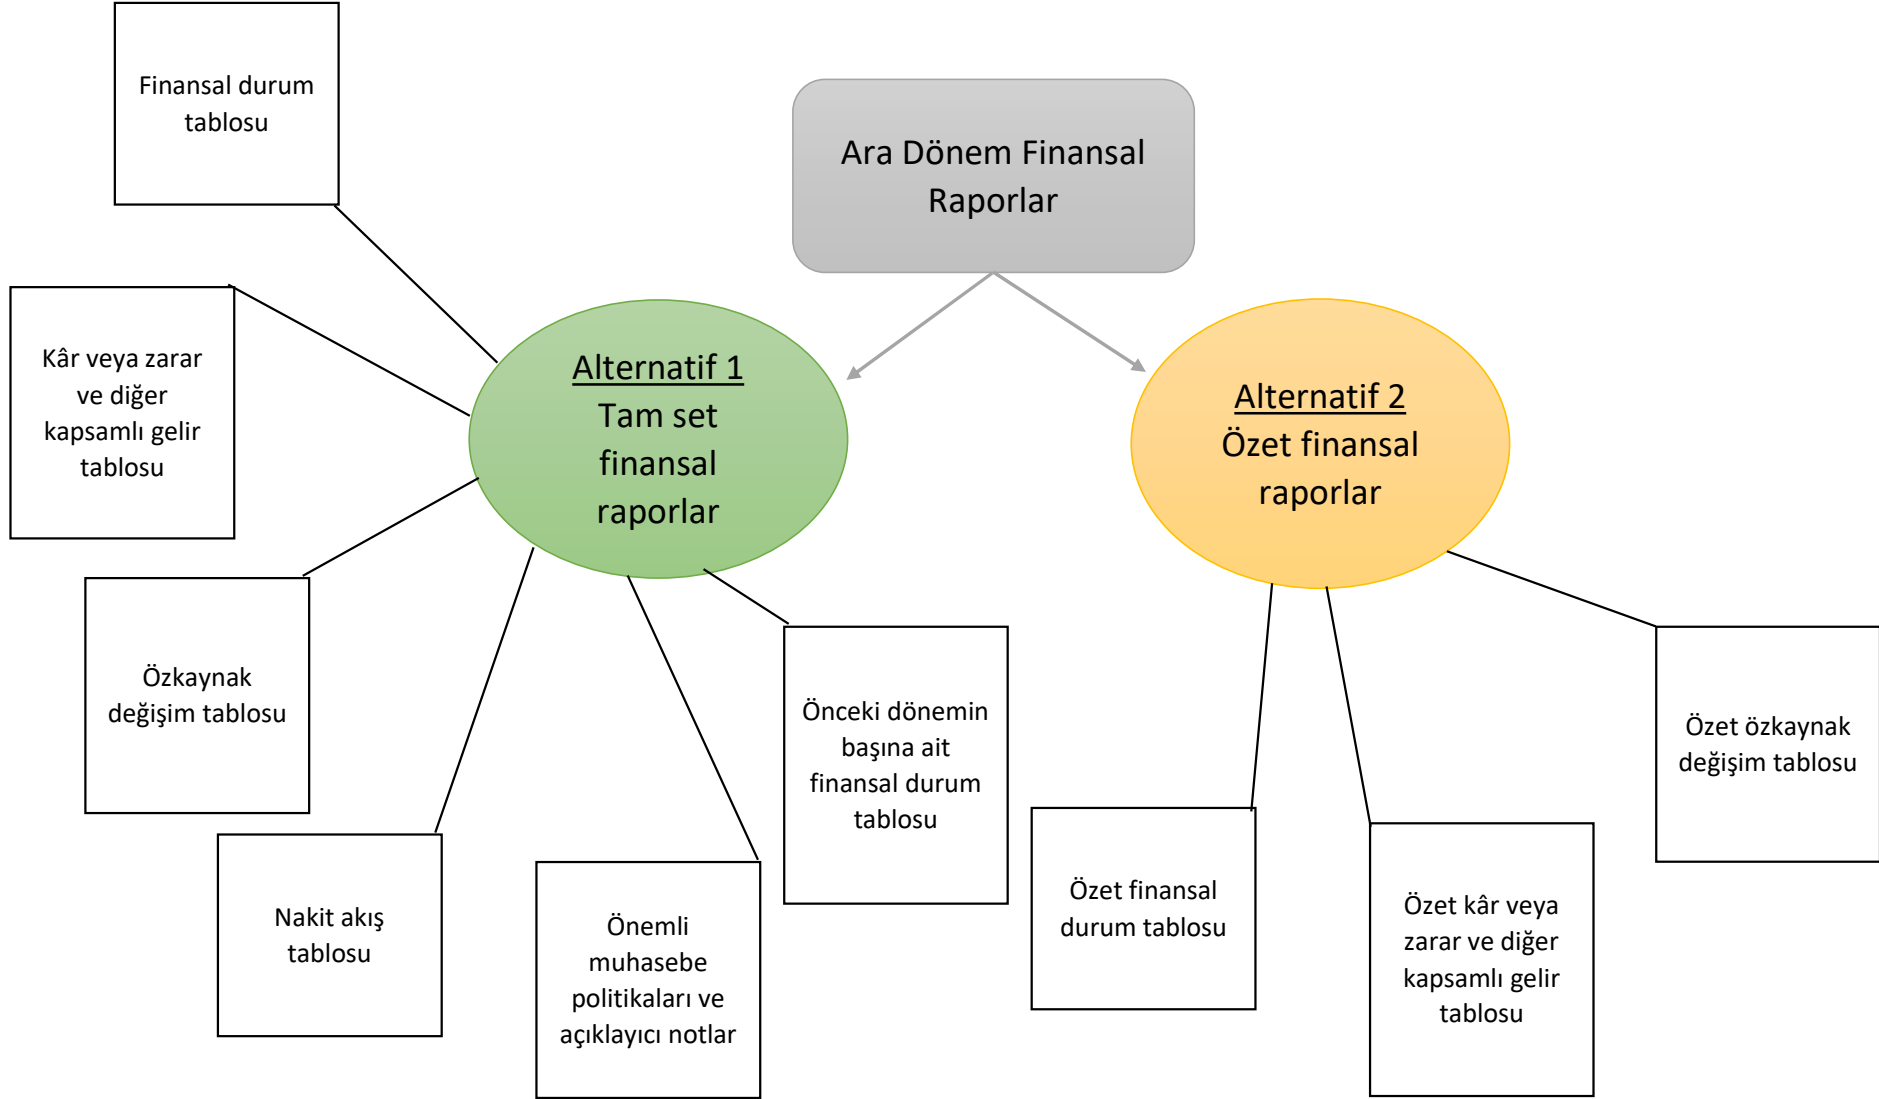 Ara Dönem Finansal
Raporlar
Alternatif 1
Tam set
finansal
raporlar
Finansal durum
tablosu
Kâr veya zarar
ve diğer
kapsamlı gelir
tablosu
Özkaynak
değişim tablosu
Nakit akış
tablosu
Önemli
muhasebe
politikaları ve
açıklayıcı notlar
Önceki dönemin
başına ait
finansal durum
tablosu
Alternatif 2
Özet finansal
raporlar
Özet finansal
durum tablosu
Özet kâr veya
zarar ve diğer
kapsamlı gelir
tablosu
Özet özkaynak
değişim tablosu